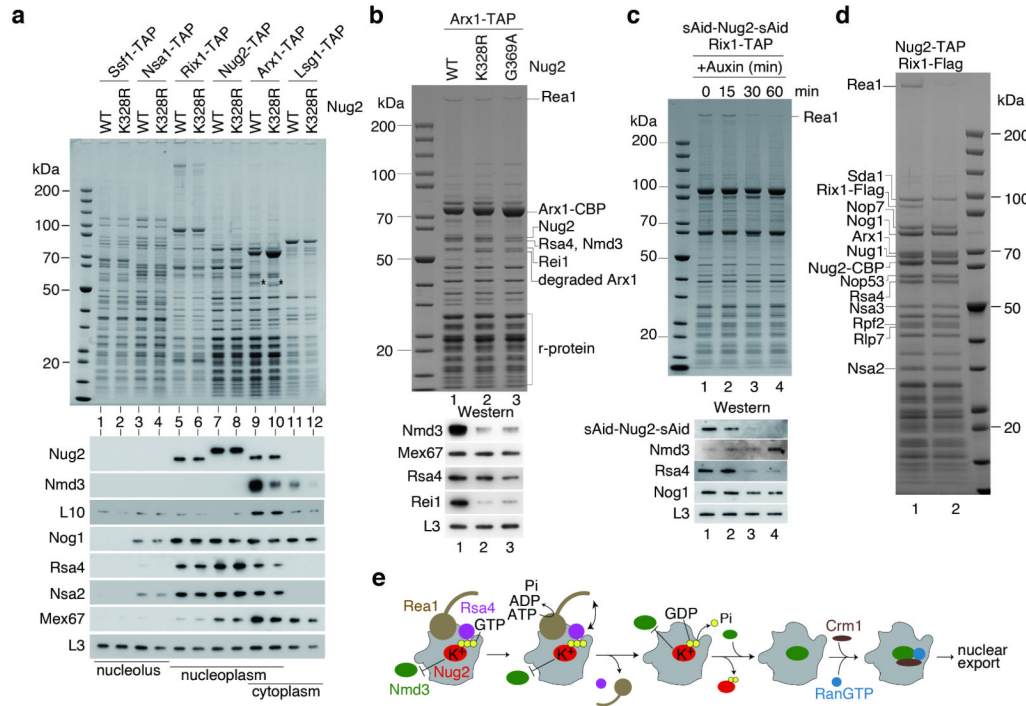 a
Ssf1-TAP
Nsa1-TAP
Rix1-TAP
Nug2-TAP
Arx1-TAP
Lsg1-TAP
WT K328R WT K328R WT K328R WT K328R WT K328R WT K328R Nug2
kDa
200
100
70
50
20
* *
1 2 3 4 5 6 7 8 9 10 11 12
Nug2
Nmd3
L10
Nog1
Rsa4
Nsa2
Mex67
L3
nucleolus
nucleoplasm
cytoplasm
b
Arx1-TAP
WT K328R G369A Nug2
kDa
Rea1
200
100
70
50
20
Arx1-CBP
Nug2
Rsa4, Nmd3
Rei1
degraded Arx1
r-protein
1 2 3
Western
Nmd3
Mex67
Rsa4
Rei1
L3
1 2 3
c
sAid-Nug2-sAid
Rix1-TAP
+Auxin (min)
0 15 30 60 min
kDa
Rea1
200
100
70
50
20
1 2 3 4
Western
sAid-Nug2-sAid
Nmd3
Rsa4
Nog1
L3
1 2 3 4
d
Nug2-TAP
Rix1-Flag
Rea1
kDa
200
100
70
50
20
Sda1
Rix1-Flag
Nop7
Nog1
Arx1
Nug1
Nug2-CBP
Nop53
Rsa4
Nsa3
Rpf2
Rlp7
Nsa2
1 2
e
Rea1
Rsa4
GTP
K
Nug2
Nmd3
Pi
ADP
ATP
K
GDP
Pi
K
Crm1
RanGTP
nuclear
export